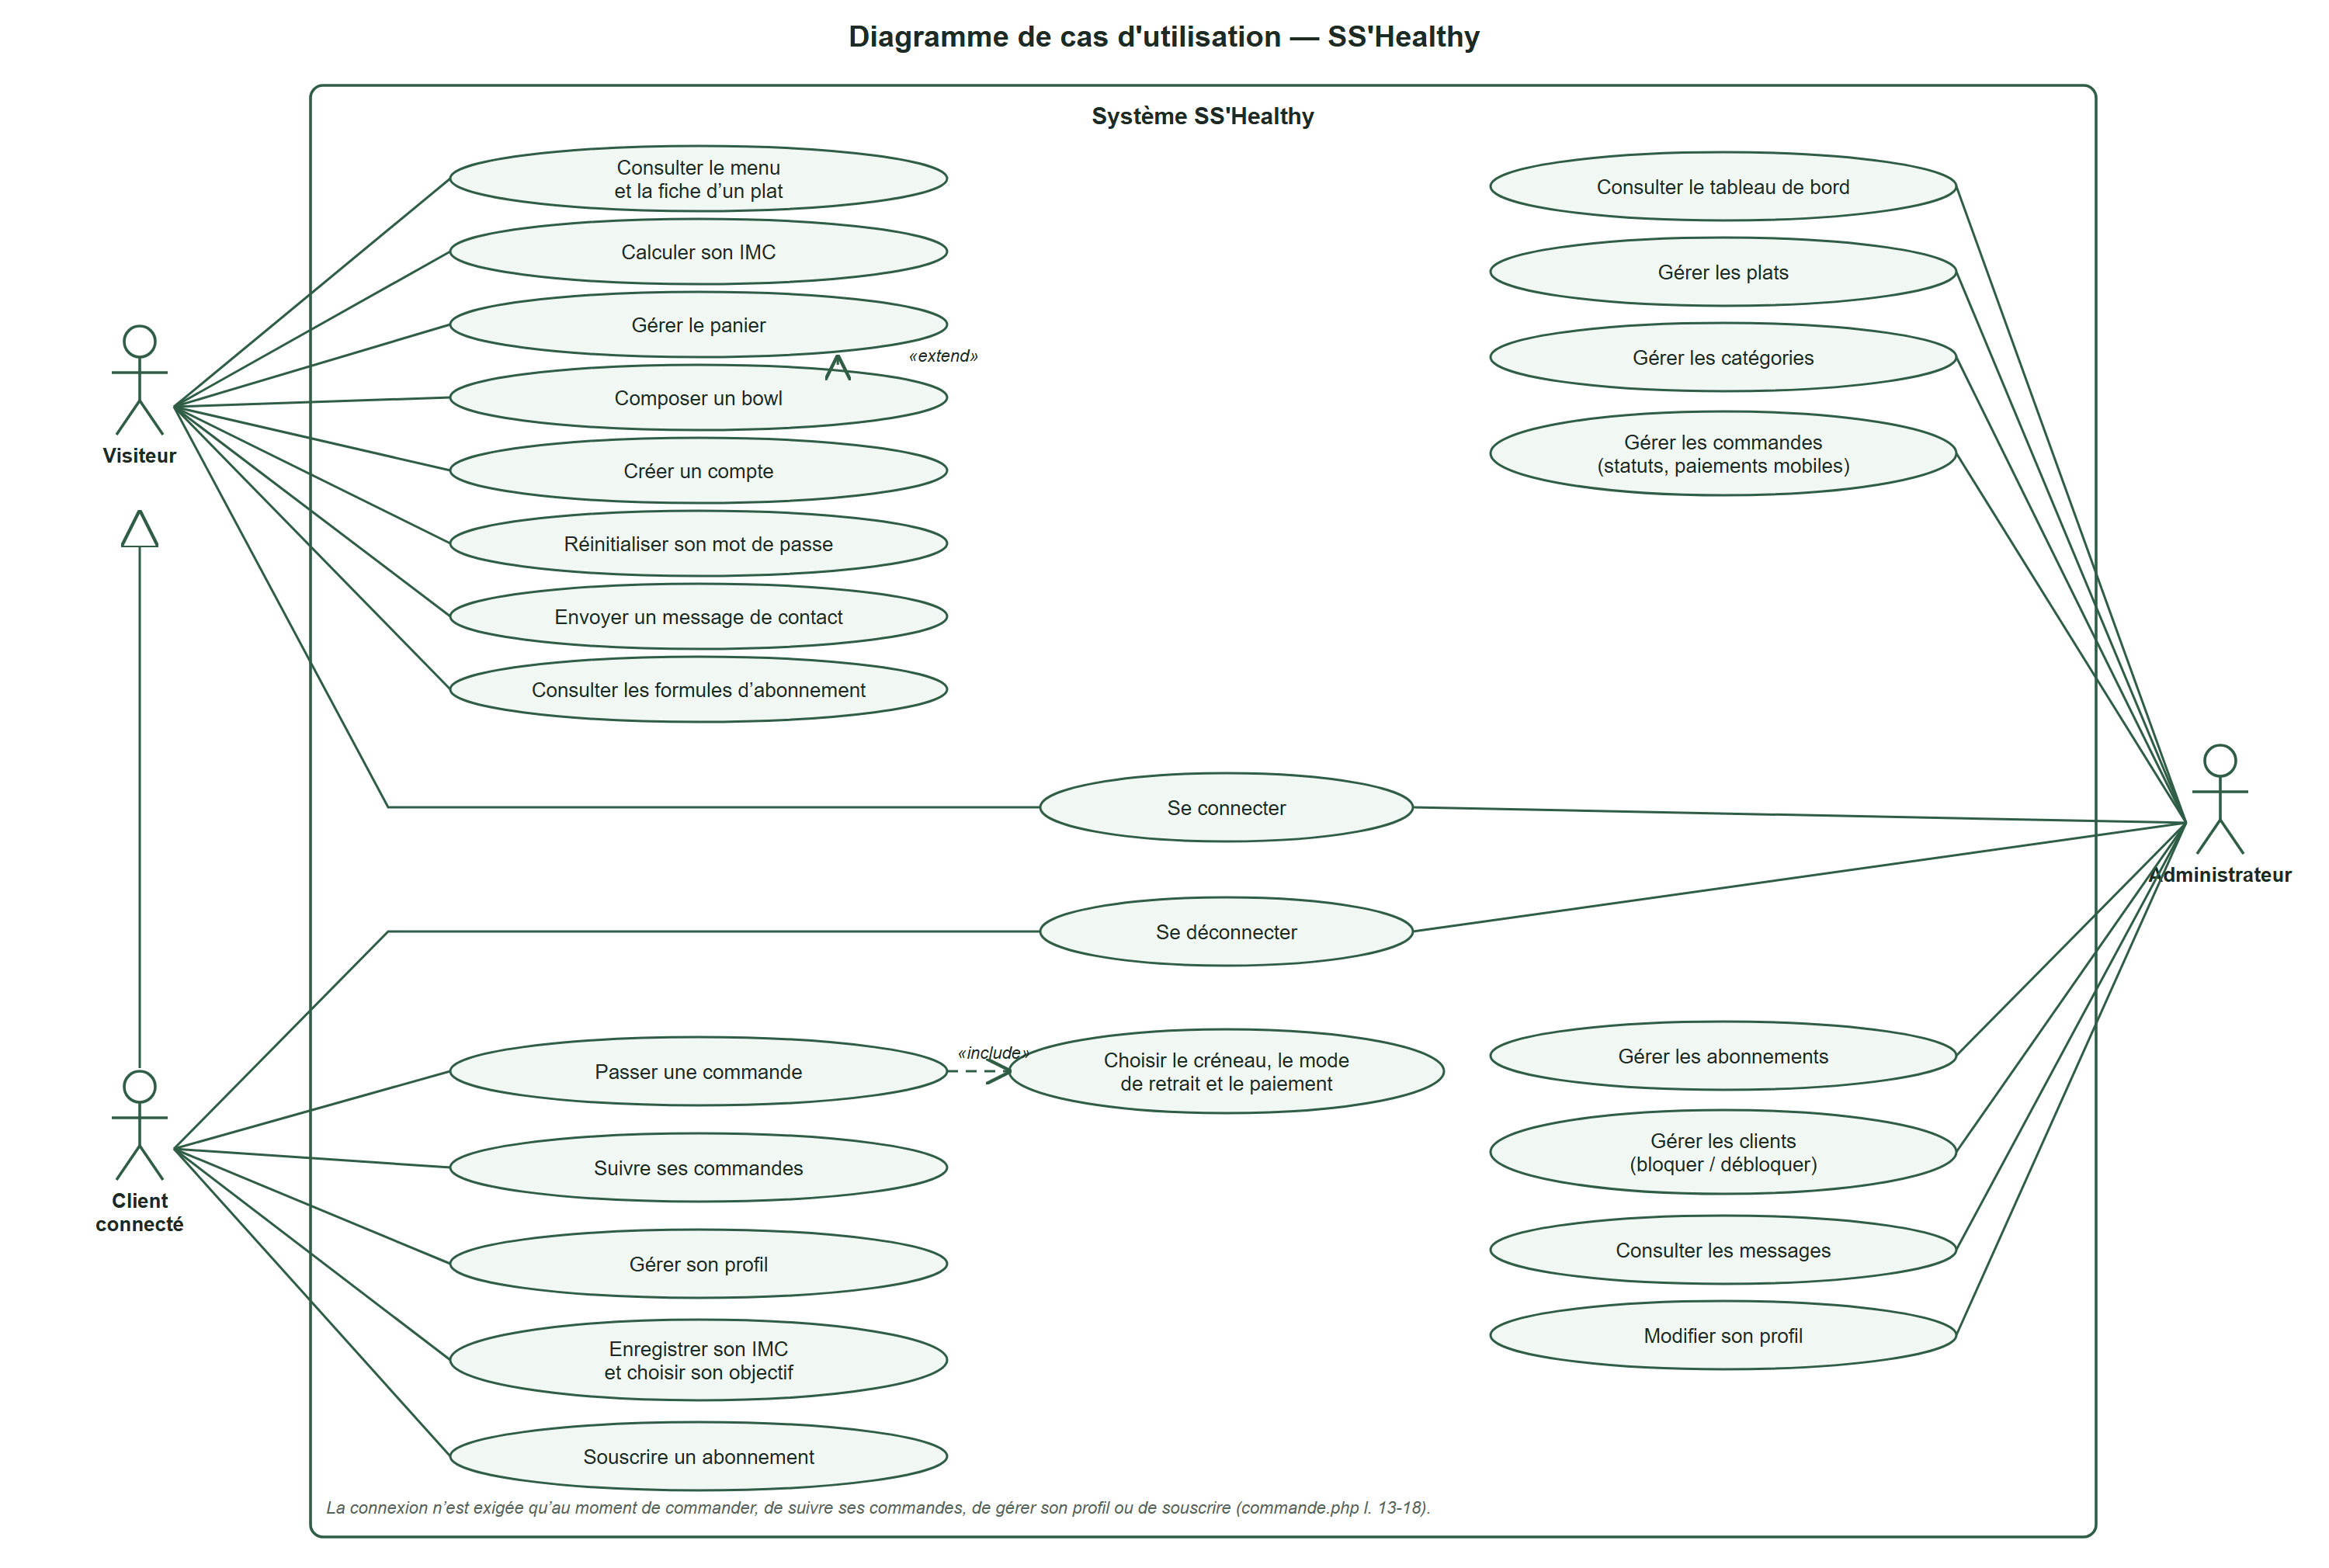 Diagramme de cas d'utilisation — SS'Healthy
Système SS'Healthy
Consulter le menu
et la fiche d’un plat
Calculer son IMC
Gérer le panier
«extend»
Composer un bowl
Créer un compte
Réinitialiser son mot de passe
Envoyer un message de contact
Consulter les formules d’abonnement
Visiteur
Consulter le tableau de bord
Gérer les plats
Gérer les catégories
Gérer les commandes
(statuts, paiements mobiles)
Se connecter
Se déconnecter
Administrateur
Passer une commande
«include»
Choisir le créneau, le mode
de retrait et le paiement
Suivre ses commandes
Gérer son profil
Enregistrer son IMC
et choisir son objectif
Souscrire un abonnement
Client
connecté
Gérer les abonnements
Gérer les clients
(bloquer / débloquer)
Consulter les messages
Modifier son profil
La connexion n’est exigée qu’au moment de commander, de suivre ses commandes, de gérer son profil ou de souscrire (commande.php l. 13-18).